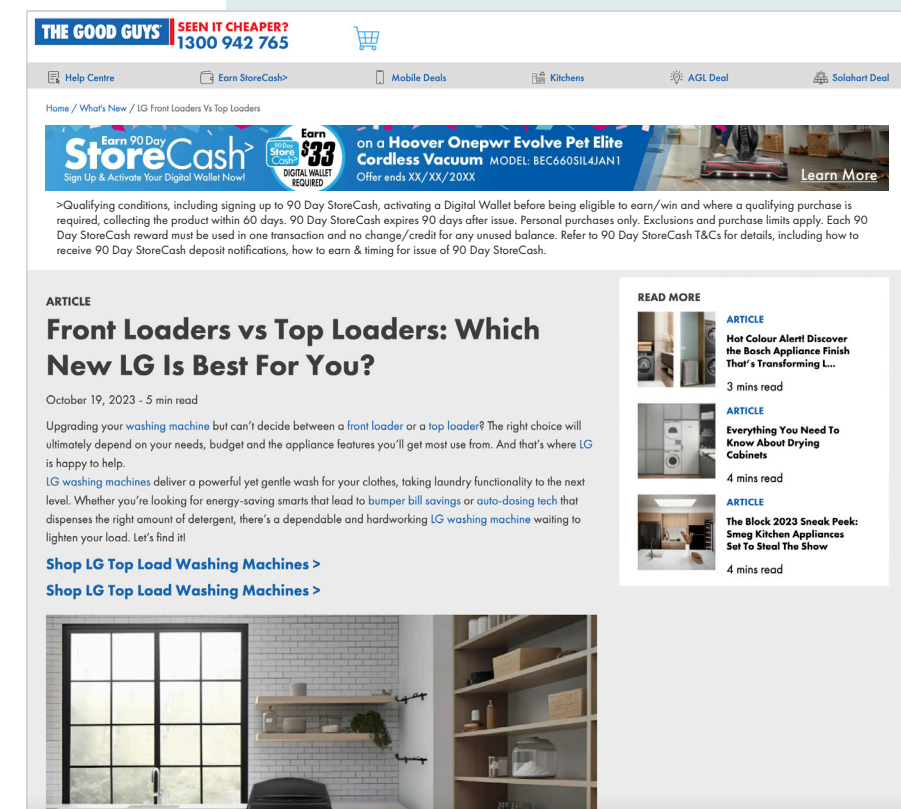 THE GOOD GUYS
SEEN IT CHEAPER?
1300 942 765
Help Centre
Earn StoreCash>
Mobile Deals
Kitchens
AGL Deal
Solahart Deal
Home / What's New / LG Front Loaders Vs Top Loaders
Earn 90 Day
StoreCash>
Sign Up & Activate Your Digital Wallet Now!
90 Day
Store
Cash>
Earn
$33
DIGITAL WALLET
REQUIRED
on a Hoover Onepwr Evolve Pet Elite
Cordless Vacuum MODEL: BEC660SIL4JAN1
Offer ends XX/XX/20XX
Learn More
>Qualifying conditions, including signing up to 90 Day StoreCash, activating a Digital Wallet before being eligible to earn/win and where a qualifying purchase is
required, collecting the product within 60 days. 90 Day StoreCash expires 90 days after issue. Personal purchases only. Exclusions and purchase limits apply. Each 90
Day StoreCash reward must be used in one transaction and no change/credit for any unused balance. Refer to 90 Day StoreCash T&Cs for details, including how to
receive 90 Day StoreCash deposit notifications, how to earn & timing for issue of 90 Day StoreCash.
ARTICLE
Front Loaders vs Top Loaders: Which
New LG Is Best For You?
October 19, 2023 - 5 min read
Upgrading your washing machine but can't decide between a front loader or a top loader? The right choice will
ultimately depend on your needs, budget and the appliance features you'll get most use from. And that's where LG
is happy to help.
LG washing machines deliver a powerful yet gentle wash for your clothes, taking laundry functionality to the next
level. Whether you're looking for energy-saving smarts that lead to bumper bill savings or auto-dosing tech that
dispenses the right amount of detergent, there's a dependable and hardworking LG washing machine waiting to
lighten your load. Let's find it!
Shop LG Top Load Washing Machines >
Shop LG Top Load Washing Machines >
READ MORE
ARTICLE
Hot Colour Alert! Discover
the Bosch Appliance Finish
That's Transforming L...
3 mins read
ARTICLE
Everything You Need To
Know About Drying
Cabinets
4 mins read
ARTICLE
The Block 2023 Sneak Peek:
Smeg Kitchen Appliances
Set To Steal The Show
4 mins read